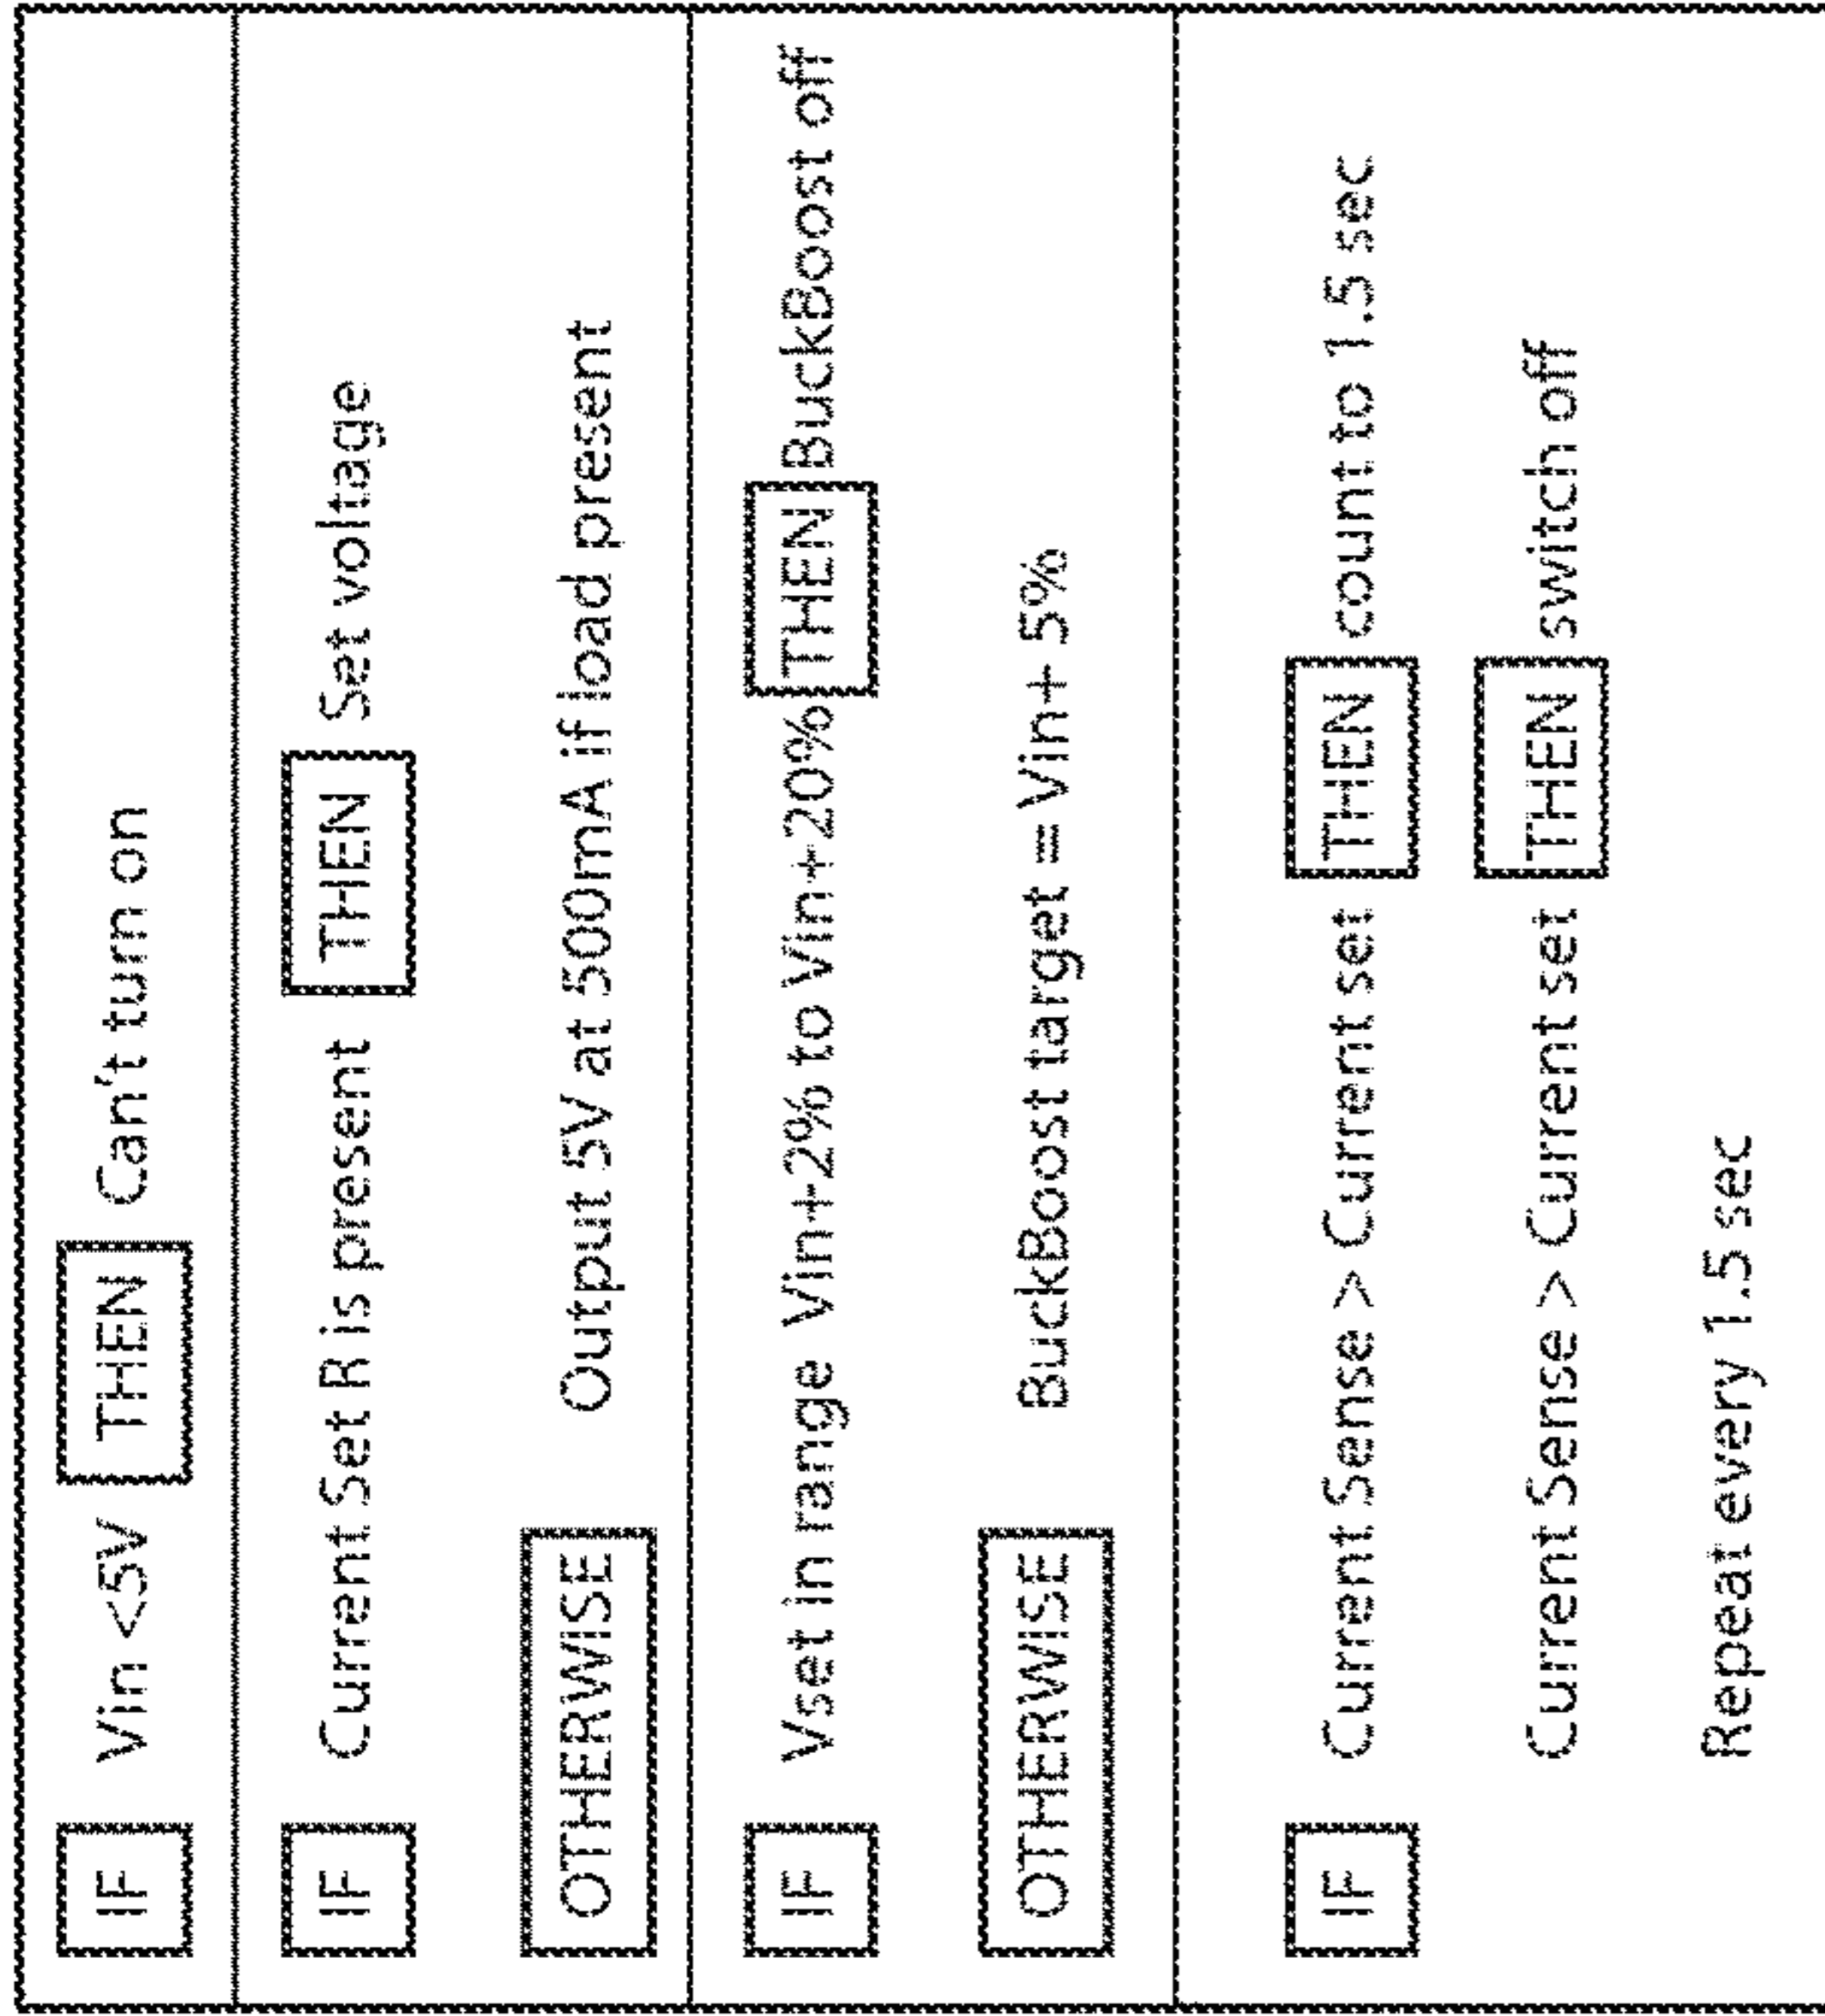 IF Vin <5V THEN Can't turn on
IF Current Set R is present THEN Set voltage
OTHERWISE Output 5V at 500mA if load present
IF Vset in range Vin+2% to Vin+20% THEN BuckBoost off
OTHERWISE BuckBoost target = Vin+ 5%
IF Current Sense > Current set THEN count to 1.5 sec
Current Sense > Current set THEN switch off
Repeat every 1.5 sec